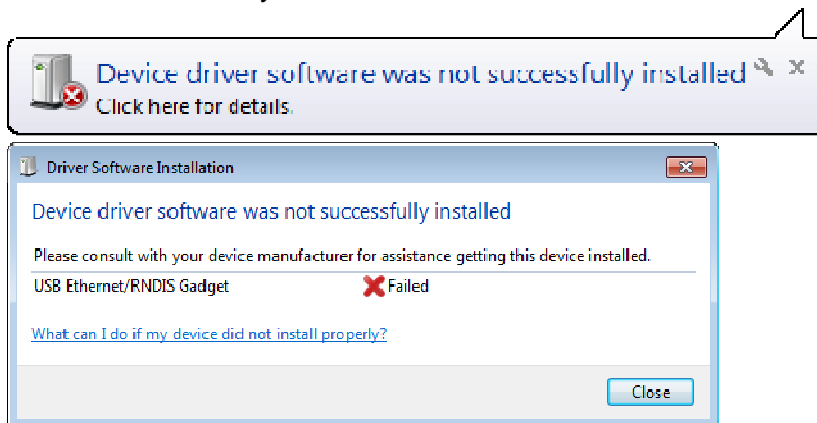 Device driver software was not successfully installed
Click here for details.
Driver Software Installation
Device driver software was not successfully installed
Please consult with your device manufacturer for assistance getting this device installed.
USB Ethernet/RNDIS Gadget Failed
What can I do if my device did not install properly?
Close